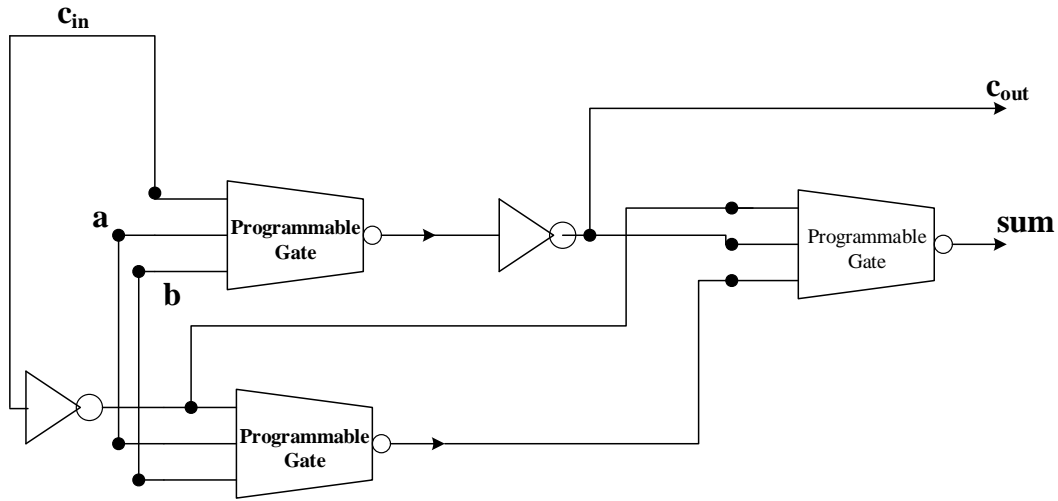 c_in
c_out
a
Programmable
Gate
Programmable
Gate
sum
b
Programmable
Gate